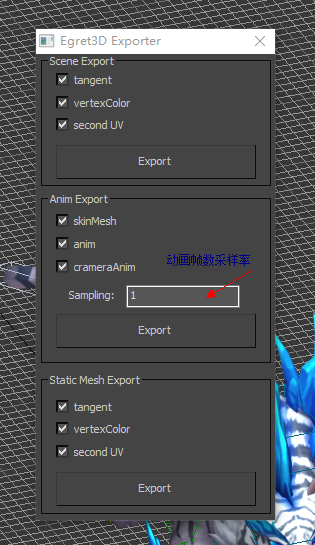 Egret3D Exporter
Scene Export
tangent
vertexColor
second UV
Export
Anim Export
skinMesh
anim
crameraAnim
动画帧数采样率
Sampling: 1
Export
Static Mesh Export
tangent
vertexColor
second UV
Export